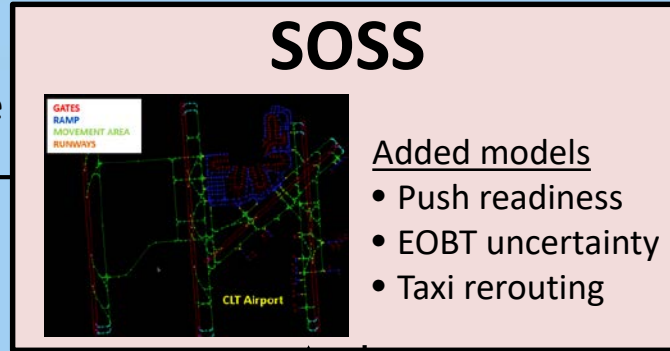 SOSS
GATES
RAMP
MOVEMENT AREA
RUNWAYS
CLT Airport
Added models
• Push readiness
• EOBT uncertainty
• Taxi rerouting